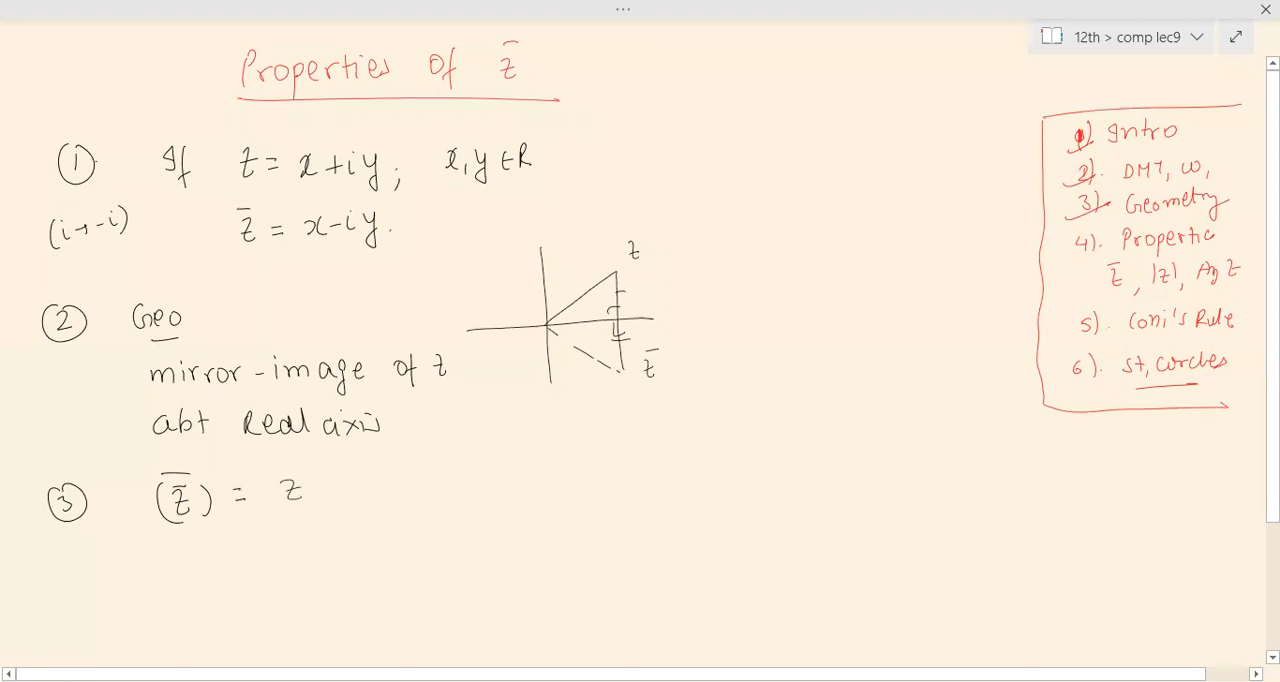 12th > comp lec9
Properties of z̄
① If z = x + iy ; x, y ∈ R
(i → -i) z̄ = x - iy.
② Geo
mirror-image of z
abt Real axis
z
z̄
③ (z̄)̄ = z
1) Intro
2). DMT, ω,
3). Geometry
4). Propertie
z̄, |z|, Arg z
5). Coni's Rule
6). St, circles